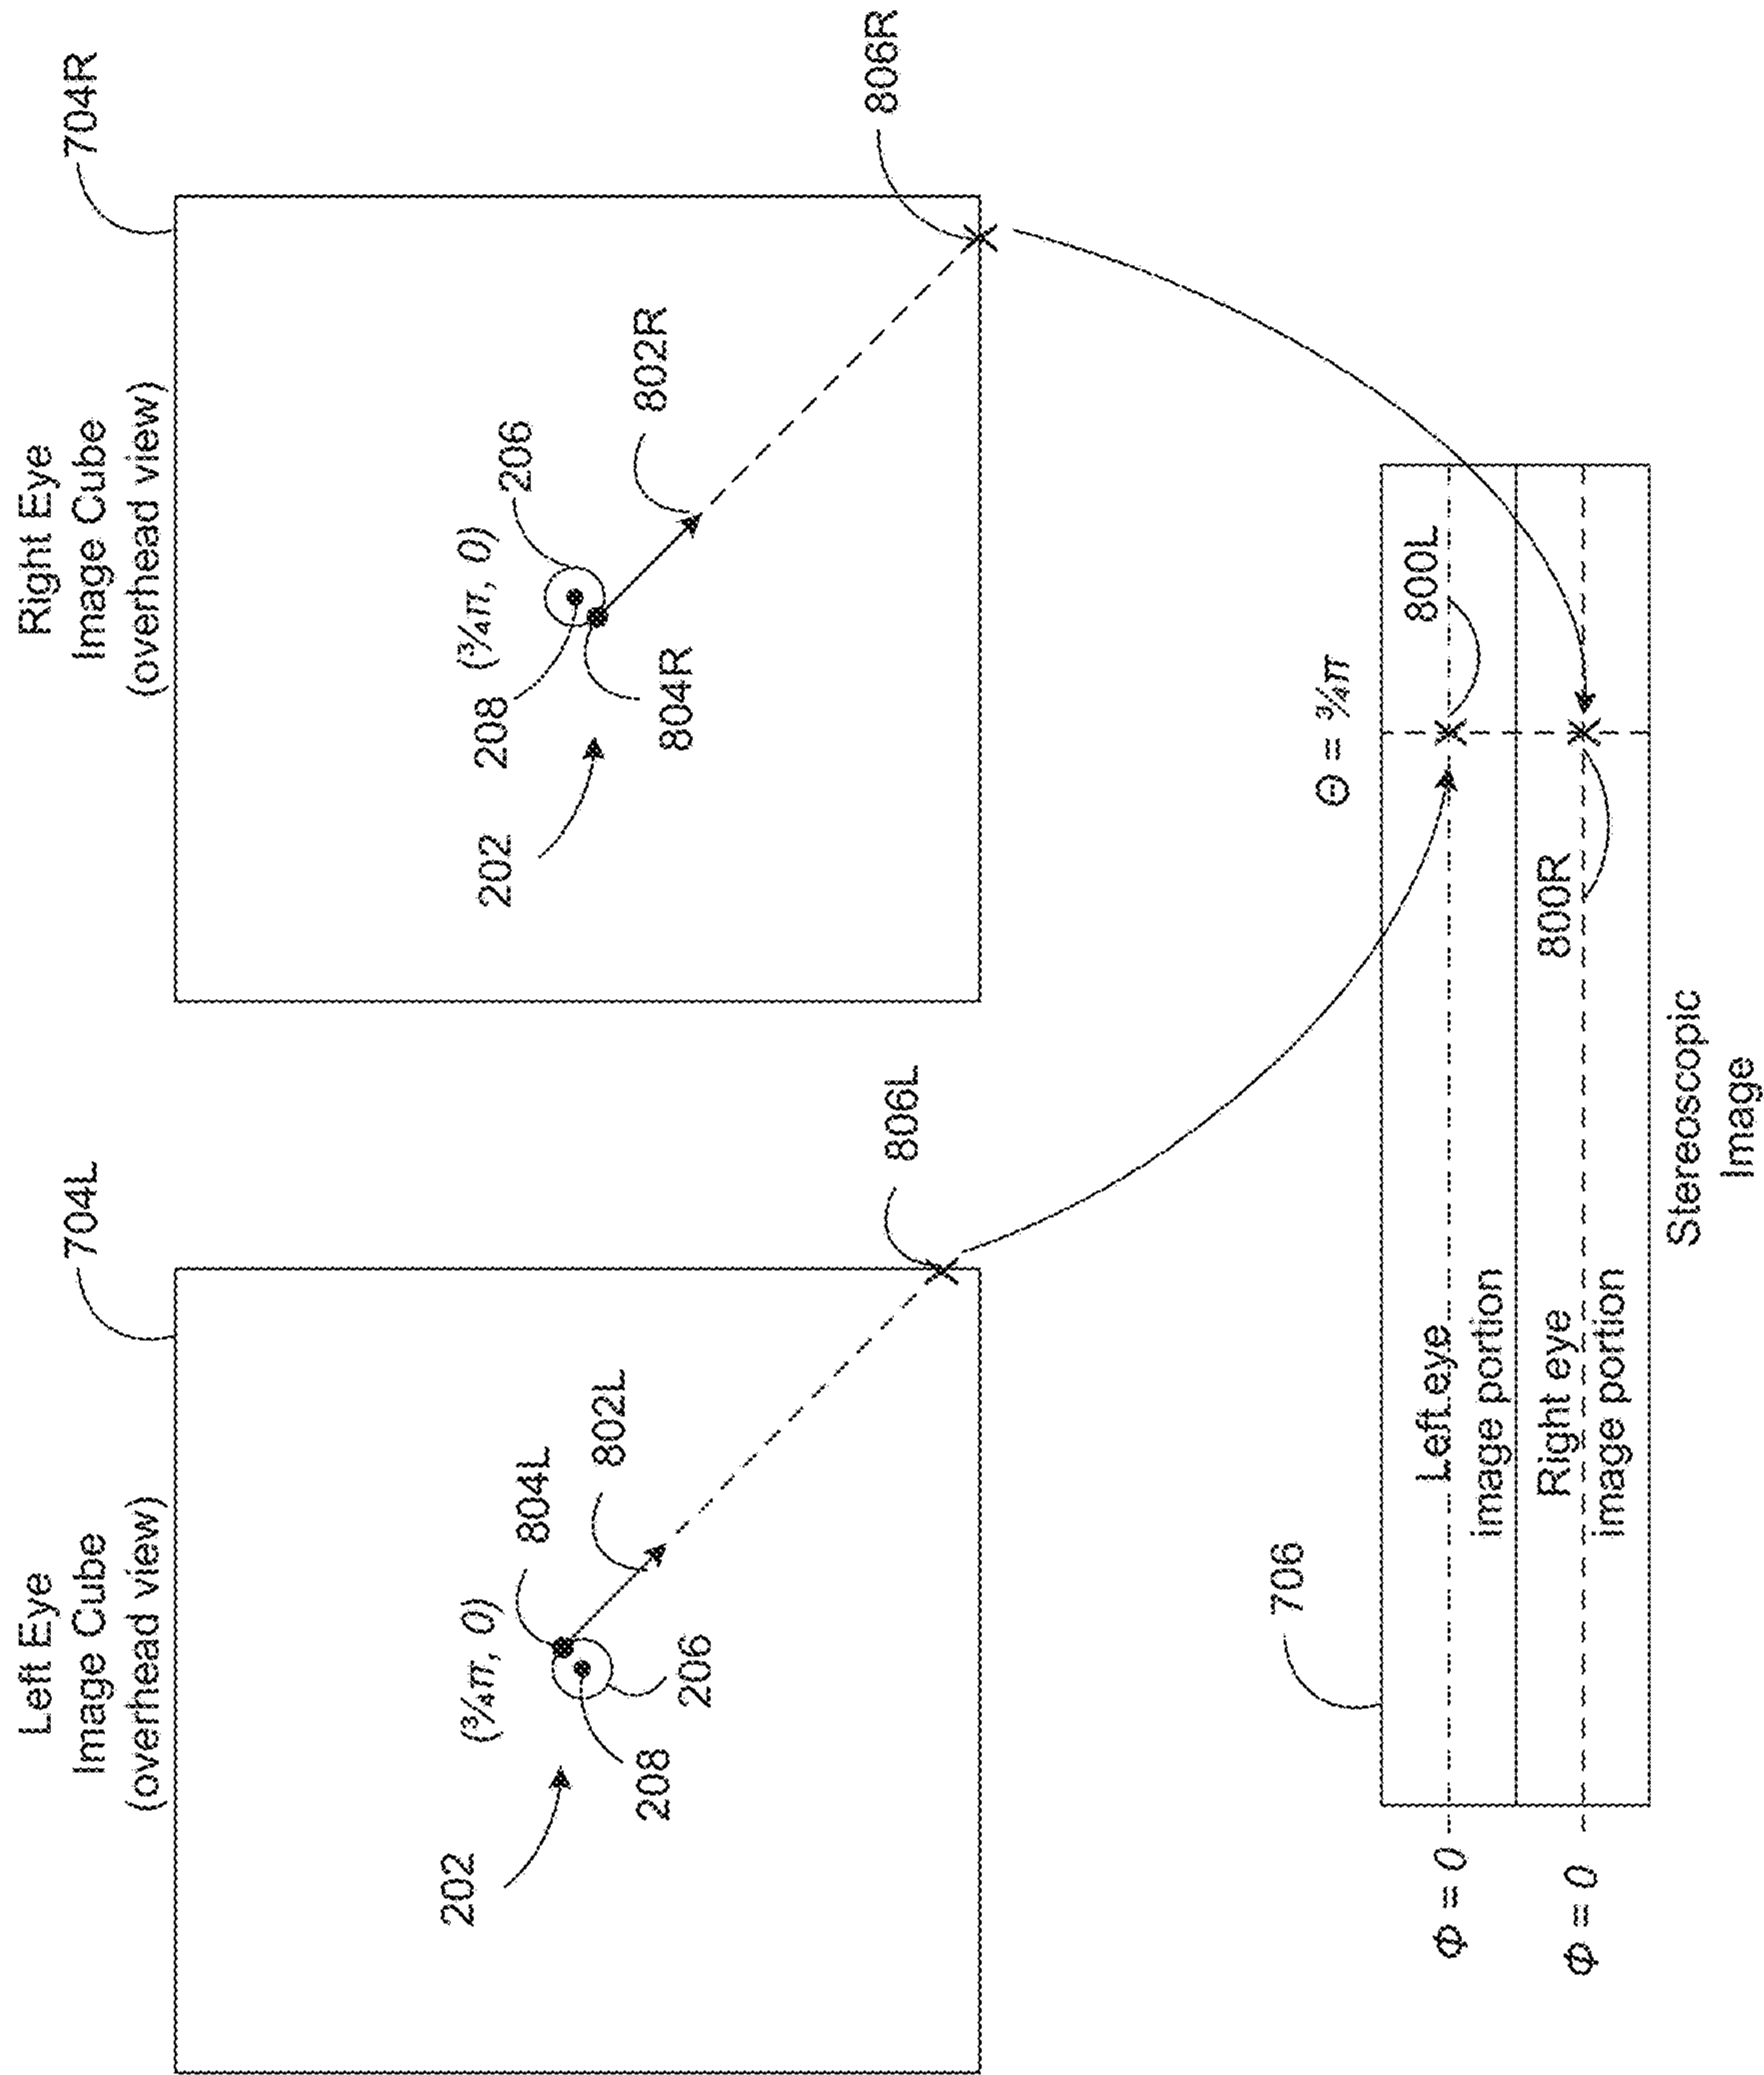 Left Eye
Image Cube
(overhead view)
704L
Right Eye
Image Cube
(overhead view)
704R
202
(¾π, 0)
804L
802L
208
206
806L
202
208
(¾π, 0)
206
804R
802R
806R
706
Θ = ¾π
Φ = 0
Left eye
image portion
800L
Φ = 0
Right eye
image portion
800R
Stereoscopic
Image